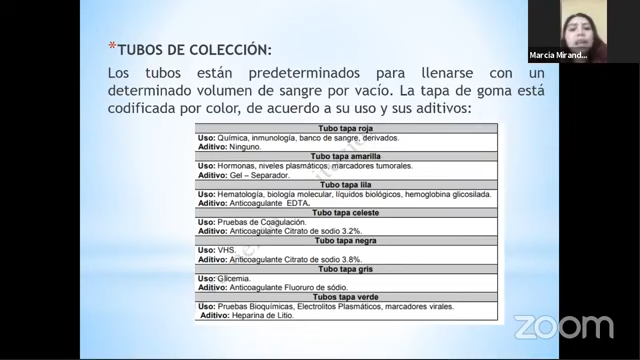 *TUBOS DE COLECCIÓN:
Los tubos están predeterminados para llenarse con un
determinado volumen de sangre por vacío. La tapa de goma está
codificada por color, de acuerdo a su uso y sus aditivos:
Tubo tapa roja
Uso: Química, inmunología, banco de sangre, derivados.
Aditivo: Ninguno.
Tubo tapa amarilla
Uso: Hormonas, niveles plasmáticos, marcadores tumorales.
Aditivo: Gel – Separador.
Tubo tapa lila
Uso: Hematología, biología molecular, líquidos biológicos, hemoglobina glicosilada.
Aditivo: Anticoagulante EDTA.
Tubo tapa celeste
Uso: Pruebas de Coagulación.
Aditivo: Anticoagulante Citrato de sodio 3.2%.
Tubo tapa negra
Uso: VHS.
Aditivo: Anticoagulante Citrato de sodio 3.8%.
Tubo tapa gris
Uso: Glicemia.
Aditivo: Anticoagulante Fluoruro de sódio.
Tubos tapa verde
Uso: Pruebas Bioquímicas, Electrolitos Plasmáticos, marcadores virales.
Aditivo: Heparina de Litio.
Marcia Mirand...
zoom